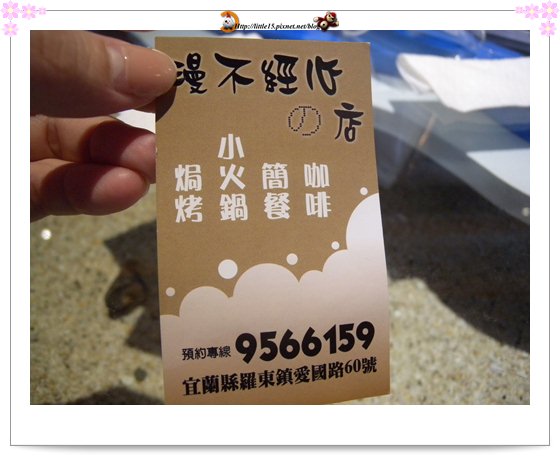 Http://little15.pixnet.net/blog
漫不經心
の店
焗烤 小火鍋 簡餐 咖啡
預約專線 9566159
宜蘭縣羅東鎮愛國路60號